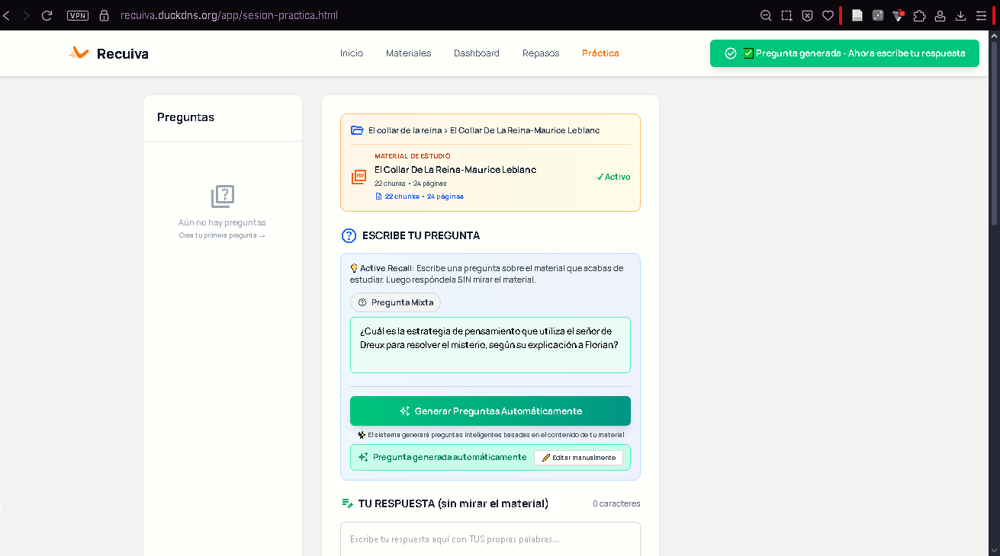 VPN
recuiva.duckdns.org/app/sesion-practica.html
Recuiva
Inicio
Materiales
Dashboard
Repasos
Práctica
✅ Pregunta generada - Ahora escribe tu respuesta
Preguntas
Aún no hay preguntas
Crea tu primera pregunta →
El collar de la reina > El Collar De La Reina-Maurice Leblanc
MATERIAL DE ESTUDIO
PDF
El Collar De La Reina-Maurice Leblanc
22 chunks • 24 páginas
22 chunks • 24 páginas
✓ Activo
ESCRIBE TU PREGUNTA
💡 Active Recall: Escribe una pregunta sobre el material que acabas de
estudiar. Luego respóndela SIN mirar el material.
Pregunta Mixta
¿Cuál es la estrategia de pensamiento que utiliza el señor de
Dreux para resolver el misterio, según su explicación a Florian?
Generar Preguntas Automáticamente
✨ El sistema generará preguntas inteligentes basadas en el contenido de tu material
Pregunta generada automáticamente
✏️ Editar manualmente
TU RESPUESTA (sin mirar el material)
0 caracteres
Escribe tu respuesta aquí con TUS propias palabras...